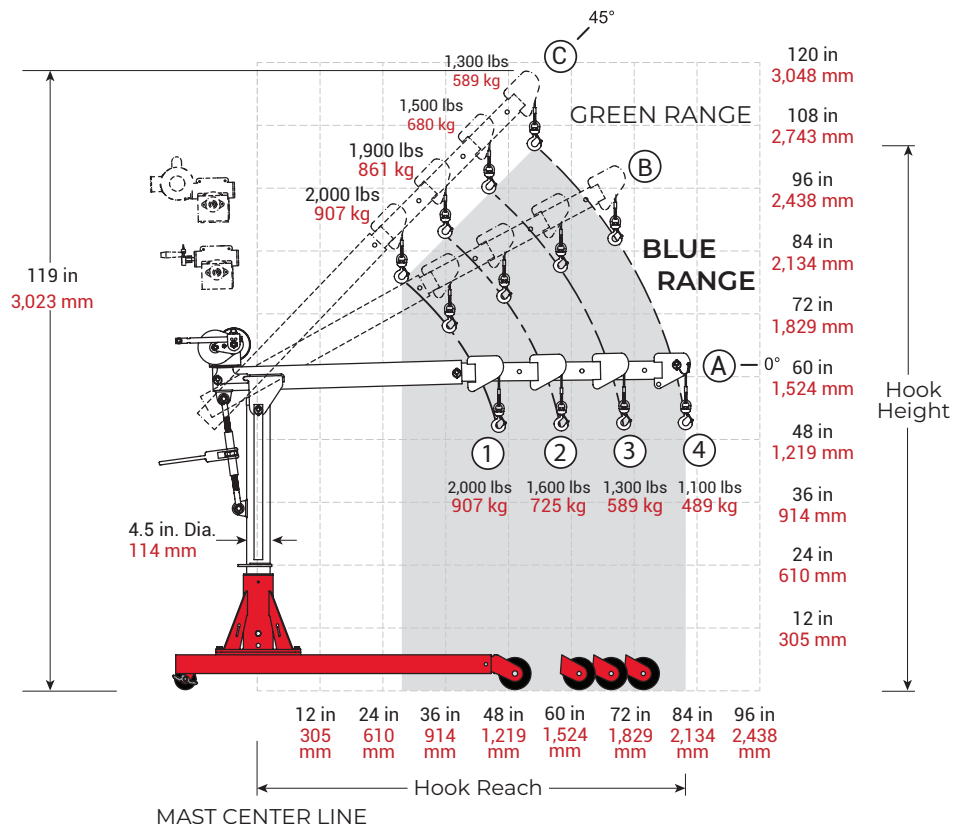 45°
C
1,300 lbs
589 kg
120 in
3,048 mm
1,500 lbs
680 kg
GREEN RANGE
108 in
2,743 mm
1,900 lbs
861 kg
B
2,000 lbs
907 kg
96 in
2,438 mm
BLUE
RANGE
84 in
2,134 mm
119 in
3,023 mm
72 in
1,829 mm
A
0°
60 in
1,524 mm
Hook
Height
48 in
1,219 mm
1
2
3
4
2,000 lbs
907 kg
1,600 lbs
725 kg
1,300 lbs
589 kg
1,100 lbs
489 kg
36 in
914 mm
4.5 in. Dia.
114 mm
24 in
610 mm
12 in
305 mm
12 in
305
mm
24 in
610
mm
36 in
914
mm
48 in
1,219
mm
60 in
1,524
mm
72 in
1,829
mm
84 in
2,134
mm
96 in
2,438
mm
Hook Reach
MAST CENTER LINE